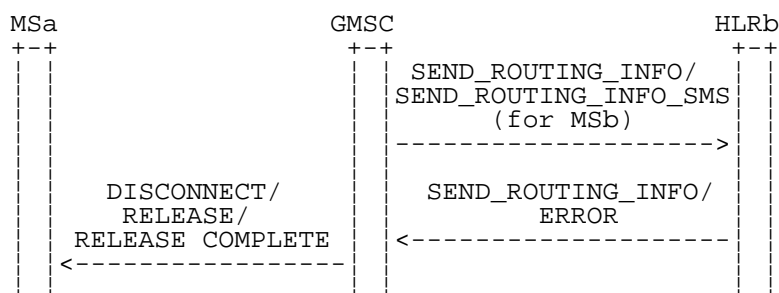 MSa GMSC HLRb
SEND_ROUTING_INFO/
SEND_ROUTING_INFO_SMS
(for MSb)
DISCONNECT/ SEND_ROUTING_INFO/
RELEASE/ ERROR
RELEASE COMPLETE